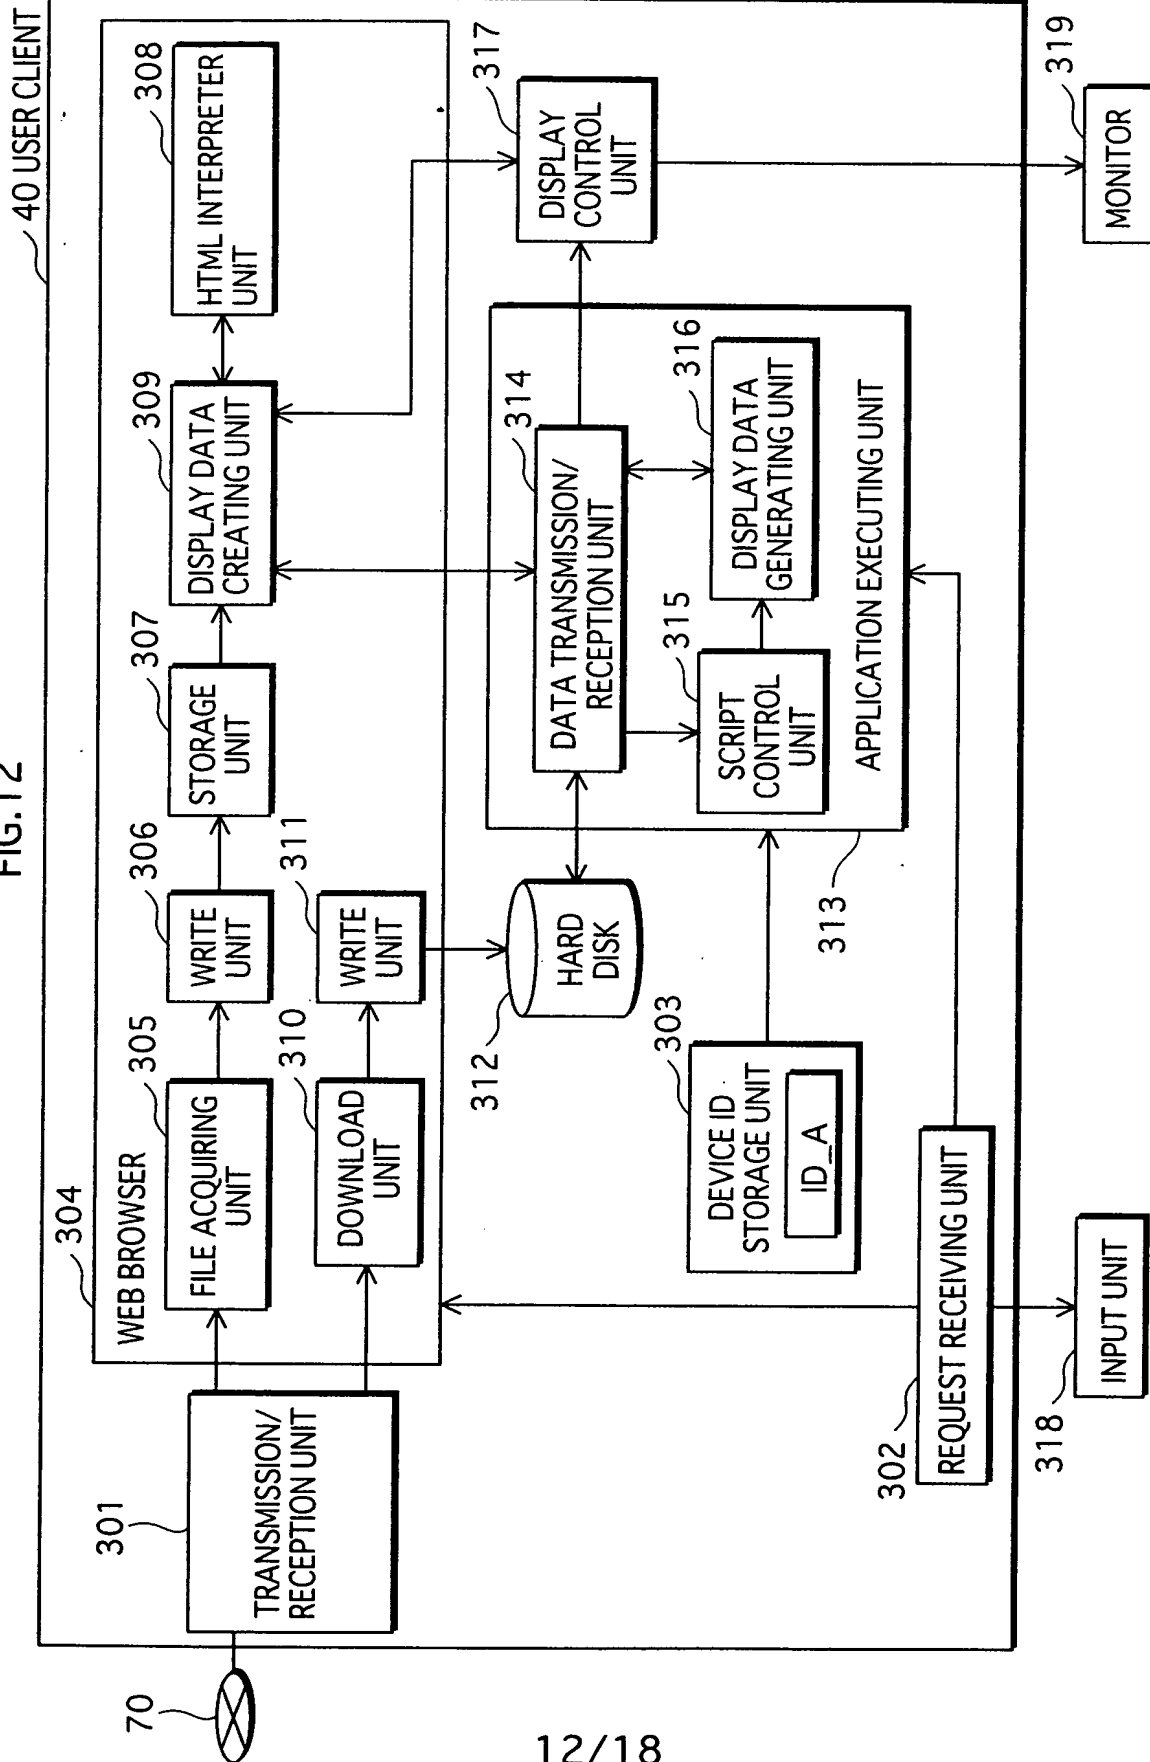 FIG.12
40 USER CLIENT
304
WEB BROWSER
301
TRANSMISSION/
RECEPTION UNIT
70
305
FILE ACQUIRING
UNIT
306
WRITE
UNIT
307
STORAGE
UNIT
309
DISPLAY DATA
CREATING UNIT
308
HTML INTERPRETER
UNIT
310
DOWNLOAD
UNIT
311
WRITE
UNIT
312
HARD
DISK
317
DISPLAY
CONTROL
UNIT
314
DATA TRANSMISSION/
RECEPTION UNIT
315
SCRIPT
CONTROL
UNIT
316
DISPLAY DATA
GENERATING UNIT
APPLICATION EXECUTING UNIT
313
303
DEVICE ID
STORAGE UNIT
ID_A
302
REQUEST RECEIVING UNIT
318
INPUT UNIT
319
MONITOR
12/18